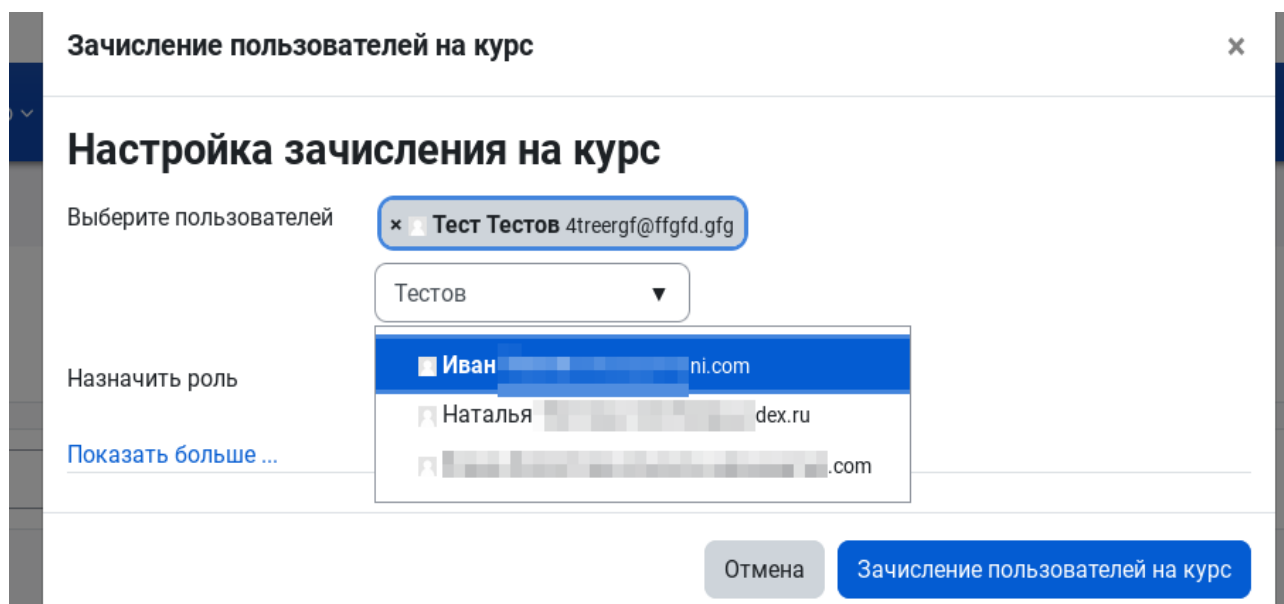 Зачисление пользователей на курс ×
Настройка зачисления на курс
Выберите пользователей
× Тест Тестов 4treergf@ffgfd.gfg
Тестов ▼
Иван ni.com
Назначить роль
Наталья dex.ru
Показать больше ...
.com
Отмена
Зачисление пользователей на курс